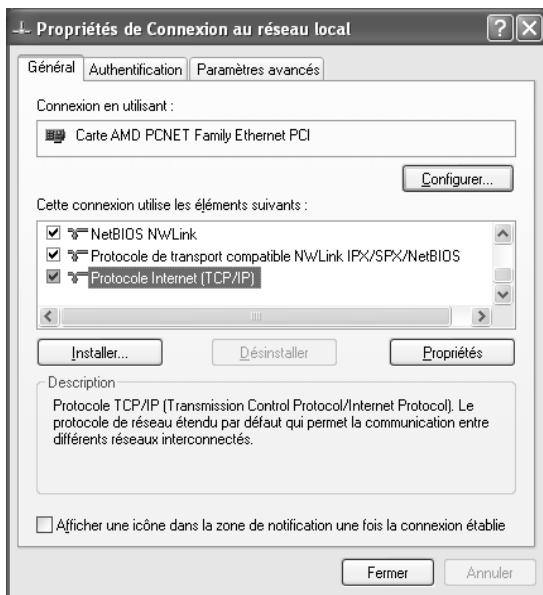 Propriétés de Connexion au réseau local
Général Authentification Paramètres avancés
Connexion en utilisant :
Carte AMD PCNET Family Ethernet PCI
Configurer...
Cette connexion utilise les éléments suivants :
NetBIOS NWLink
Protocole de transport compatible NWLink IPX/SPX/NetBIOS
Protocole Internet (TCP/IP)
Installer... Désinstaller Propriétés
Description
Protocole TCP/IP (Transmission Control Protocol/Internet Protocol). Le
protocole de réseau étendu par défaut qui permet la communication entre
différents réseaux interconnectés.
Afficher une icône dans la zone de notification une fois la connexion établie
Fermer Annuler